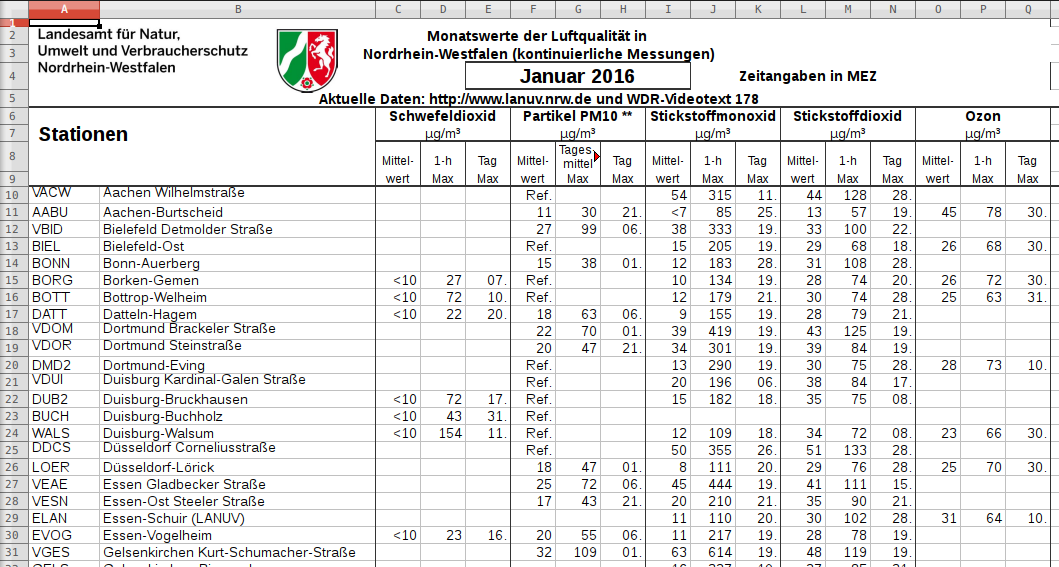 A B C D E F G H I J K L M N O P Q
1
2 Landesamt für Natur, Monatswerte der Luftqualität in
3 Umwelt und Verbraucherschutz Nordrhein-Westfalen (kontinuierliche Messungen)
Nordrhein-Westfalen
4 Januar 2016 Zeitangaben in MEZ
5 Aktuelle Daten: http://www.lanuv.nrw.de und WDR-Videotext 178
6 Schwefeldioxid Partikel PM10 ** Stickstoffmonoxid Stickstoffdioxid Ozon
7 Stationen µg/m³ µg/m³ µg/m³ µg/m³ µg/m³
Tages
8 Mittel- 1-h Tag Mittel- mittel Tag Mittel- 1-h Tag Mittel- 1-h Tag Mittel- 1-h Tag
9 wert Max Max wert Max Max wert Max Max wert Max Max wert Max Max
10 VACW Aachen Wilhelmstraße Ref. 54 315 11. 44 128 28.
11 AABU Aachen-Burtscheid 11 30 21. <7 85 25. 13 57 19. 45 78 30.
12 VBID Bielefeld Detmolder Straße 27 99 06. 38 333 19. 33 100 22.
13 BIEL Bielefeld-Ost Ref. 15 205 19. 29 68 18. 26 68 30.
14 BONN Bonn-Auerberg 15 38 01. 12 183 28. 31 108 28.
15 BORG Borken-Gemen <10 27 07. Ref. 10 134 19. 28 74 20. 26 72 30.
16 BOTT Bottrop-Welheim <10 72 10. Ref. 12 179 21. 30 74 28. 25 63 31.
17 DATT Datteln-Hagem <10 22 20. 18 63 06. 9 155 19. 28 79 21.
18 VDOM Dortmund Brackeler Straße 22 70 01. 39 419 19. 43 125 19.
19 VDOR Dortmund Steinstraße 20 47 21. 34 301 19. 39 84 19.
20 DMD2 Dortmund-Eving Ref. 13 290 19. 30 75 28. 28 73 10.
21 VDUI Duisburg Kardinal-Galen Straße Ref. 20 196 06. 38 84 17.
22 DUB2 Duisburg-Bruckhausen <10 72 17. Ref. 15 182 18. 35 75 08.
23 BUCH Duisburg-Buchholz <10 43 31. Ref.
24 WALS Duisburg-Walsum <10 154 11. Ref. 12 109 18. 34 72 08. 23 66 30.
25 DDCS Düsseldorf Corneliusstraße Ref. 50 355 26. 51 133 28.
26 LOER Düsseldorf-Lörick 18 47 01. 8 111 20. 29 76 28. 25 70 30.
27 VEAE Essen Gladbecker Straße 25 72 06. 45 444 19. 41 111 15.
28 VESN Essen-Ost Steeler Straße 17 43 21. 20 210 21. 35 90 21.
29 ELAN Essen-Schuir (LANUV) 11 110 20. 30 102 28. 31 64 10.
30 EVOG Essen-Vogelheim <10 23 16. 20 55 06. 11 217 19. 28 78 19.
31 VGES Gelsenkirchen Kurt-Schumacher-Straße 32 109 01. 63 614 19. 48 119 19.